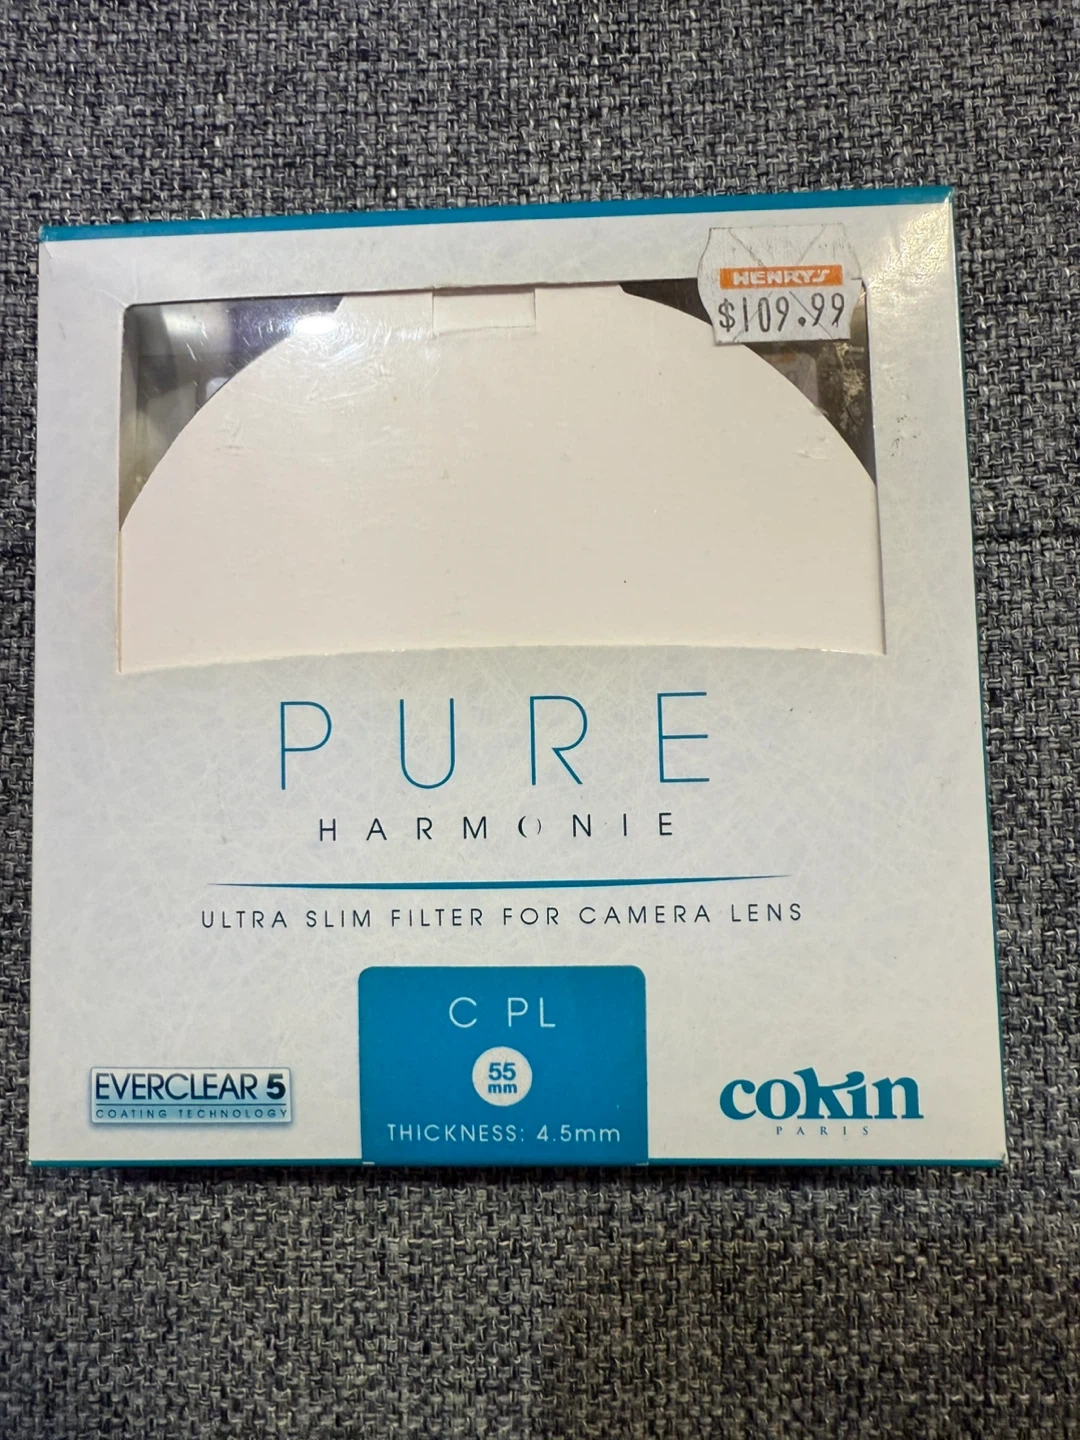 HENRY'S
$109.99
PURE
HARMONIE
ULTRA SLIM FILTER FOR CAMERA LENS
C PL
55
mm
THICKNESS: 4.5mm
EVERCLEAR 5
COATING TECHNOLOGY
cokin
PARIS